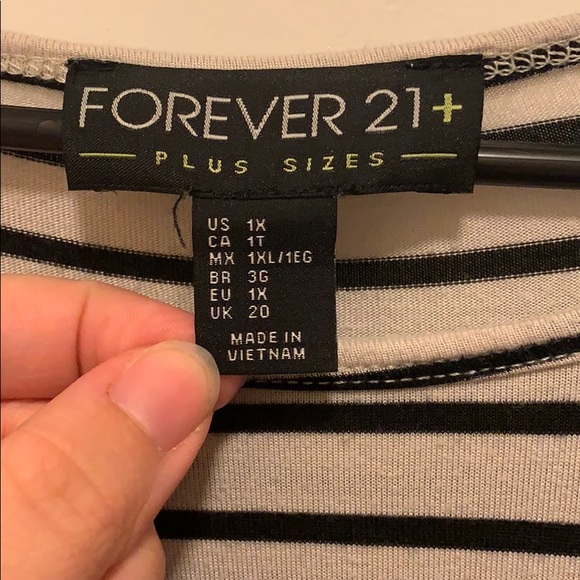 FOREVER 21+
PLUS SIZES
US 1X
CA 1T
MX 1XL/1EG
BR 3G
EU 1X
UK 20
MADE IN
VIETNAM